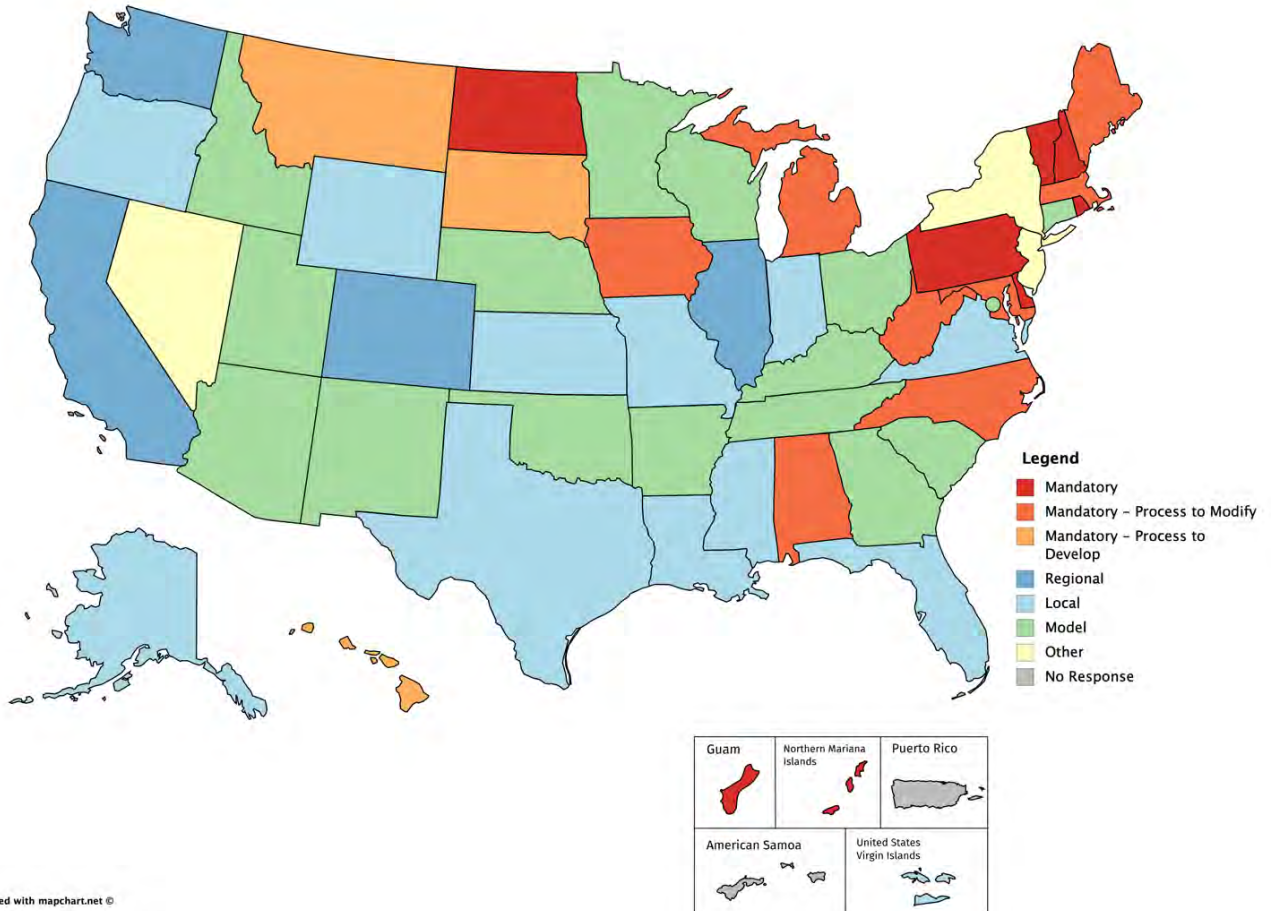 Legend
Mandatory
Mandatory – Process to Modify
Mandatory – Process to
Develop
Regional
Local
Model
Other
No Response
Guam
Northern Mariana
Islands
Puerto Rico
American Samoa
United States
Virgin Islands
ed with mapchart.net ©